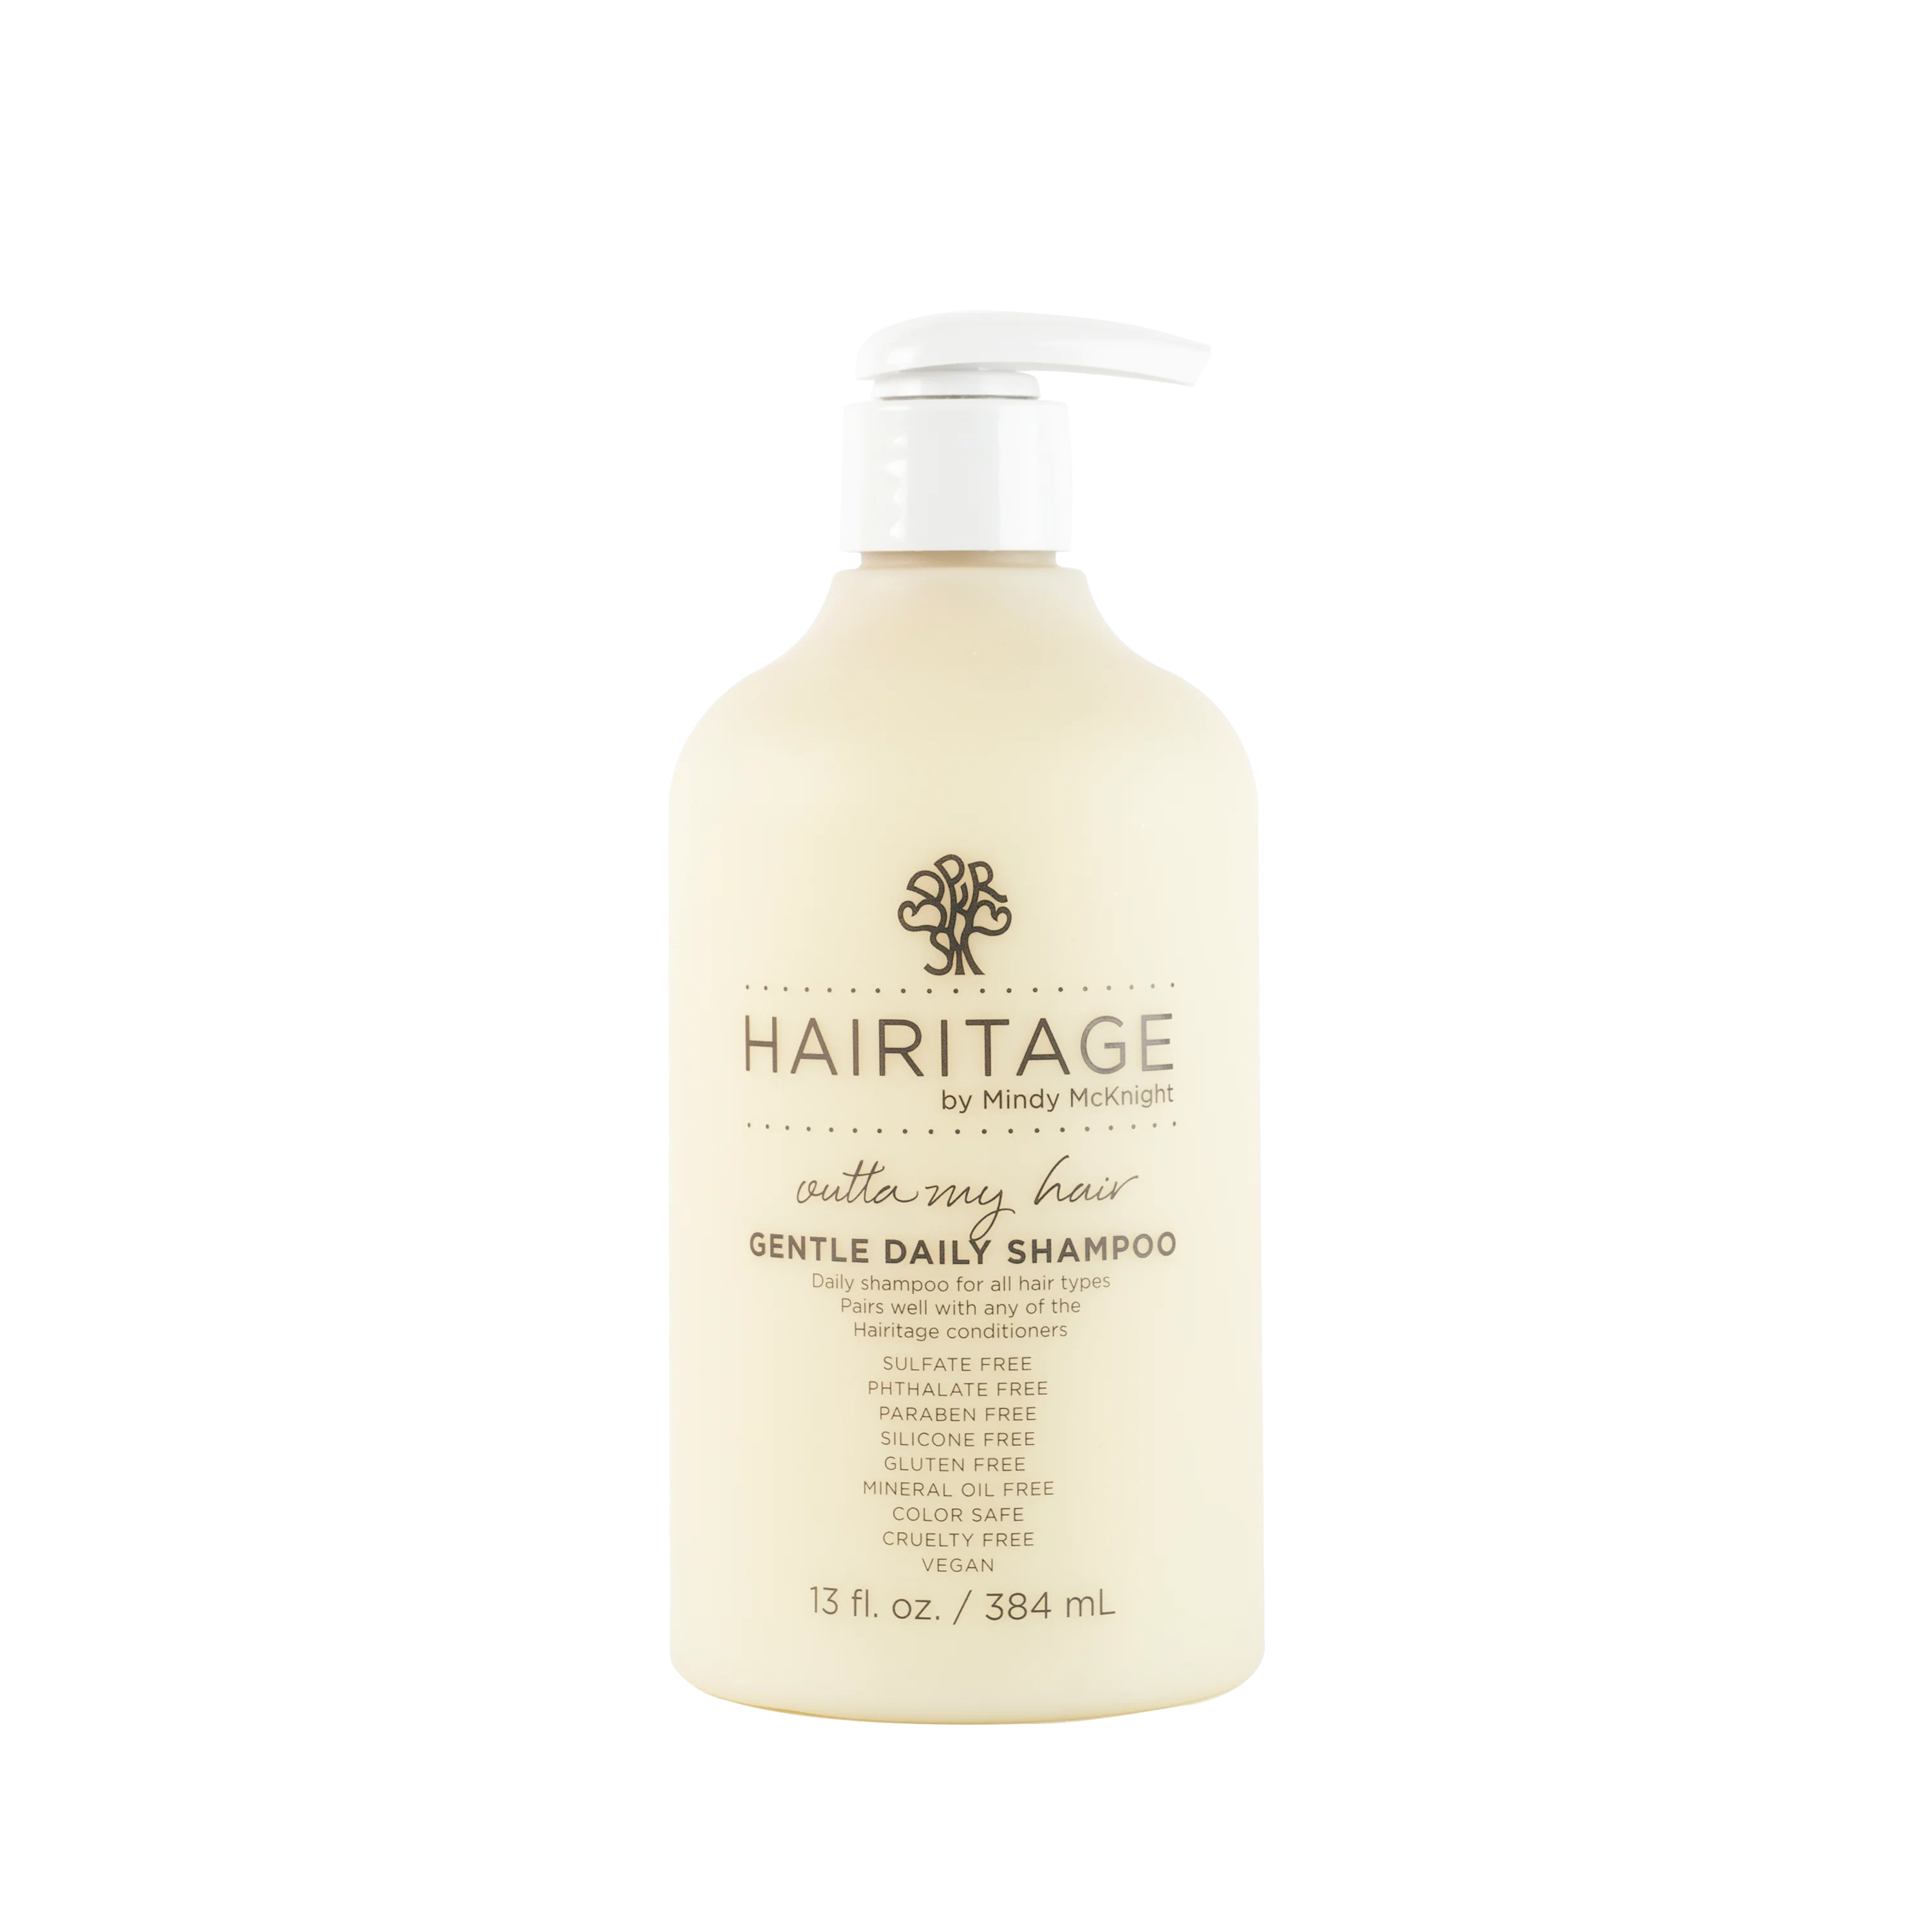 HAIRITAGE
by Mindy McKnight
outta my hair
GENTLE DAILY SHAMPOO
Daily shampoo for all hair types
Pairs well with any of the
Hairitage conditioners
SULFATE FREE
PHTHALATE FREE
PARABEN FREE
SILICONE FREE
GLUTEN FREE
MINERAL OIL FREE
COLOR SAFE
CRUELTY FREE
VEGAN
13 fl. oz. / 384 mL